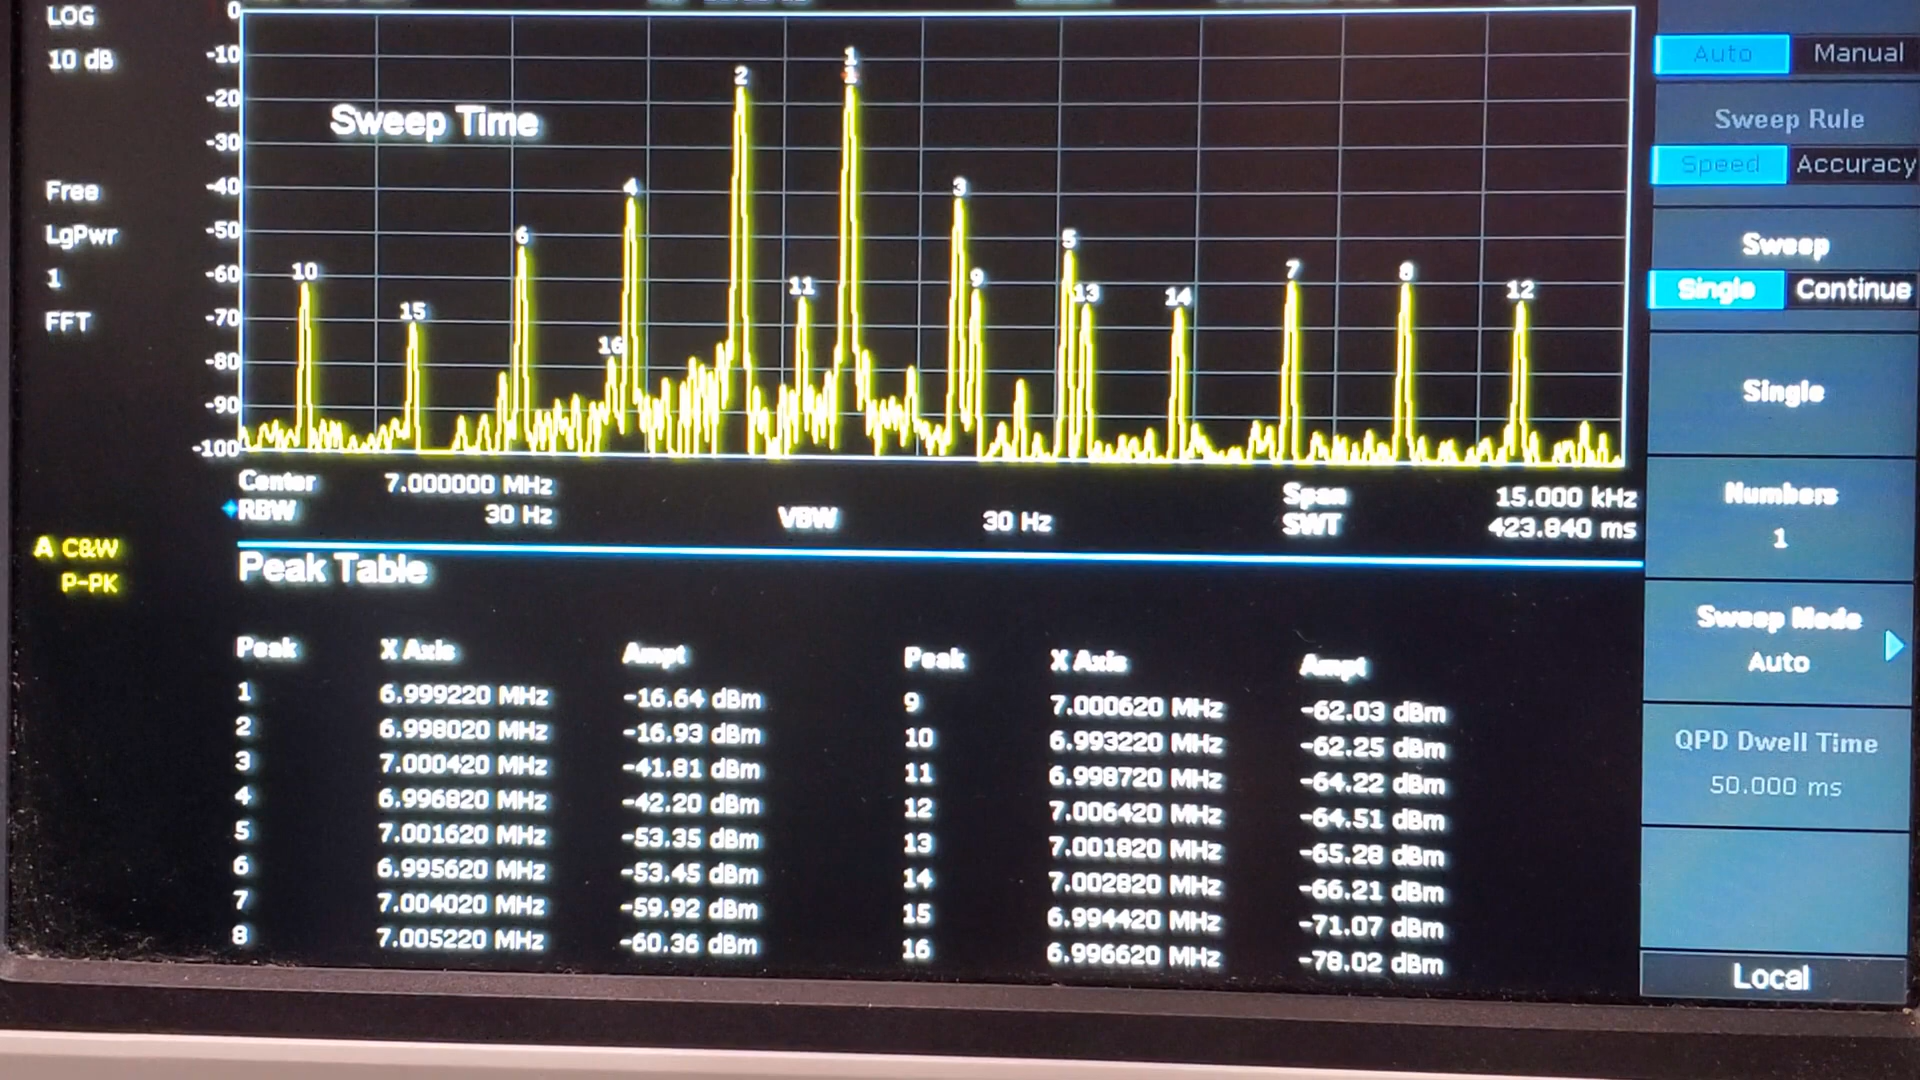 LOG
10 dB
Free
LgPwr
1
FFT
A C&W
P-PK
0
-10
-20
-30
-40
-50
-60
-70
-80
-90
-100
Sweep Time
10
15
6
16
4
2
11
1
1
3
9
5
13
14
7
8
12
Center 7.000000 MHz Span 15.000 kHz
RBW 30 Hz VBW 30 Hz SWT 423.840 ms
Peak Table
Peak X Axis Ampt Peak X Axis Ampt
1 6.999220 MHz -16.64 dBm 9 7.000620 MHz -62.03 dBm
2 6.998020 MHz -16.93 dBm 10 6.993220 MHz -62.25 dBm
3 7.000420 MHz -41.81 dBm 11 6.998720 MHz -64.22 dBm
4 6.996820 MHz -42.20 dBm 12 7.006420 MHz -64.51 dBm
5 7.001620 MHz -53.35 dBm 13 7.001820 MHz -65.28 dBm
6 6.995620 MHz -53.45 dBm 14 7.002820 MHz -66.21 dBm
7 7.004020 MHz -59.92 dBm 15 6.994420 MHz -71.07 dBm
8 7.005220 MHz -60.36 dBm 16 6.996620 MHz -78.02 dBm
Auto Manual
Sweep Rule
Speed Accuracy
Sweep
Single Continue
Single
Numbers
1
Sweep Mode
Auto
QPD Dwell Time
50.000 ms
Local